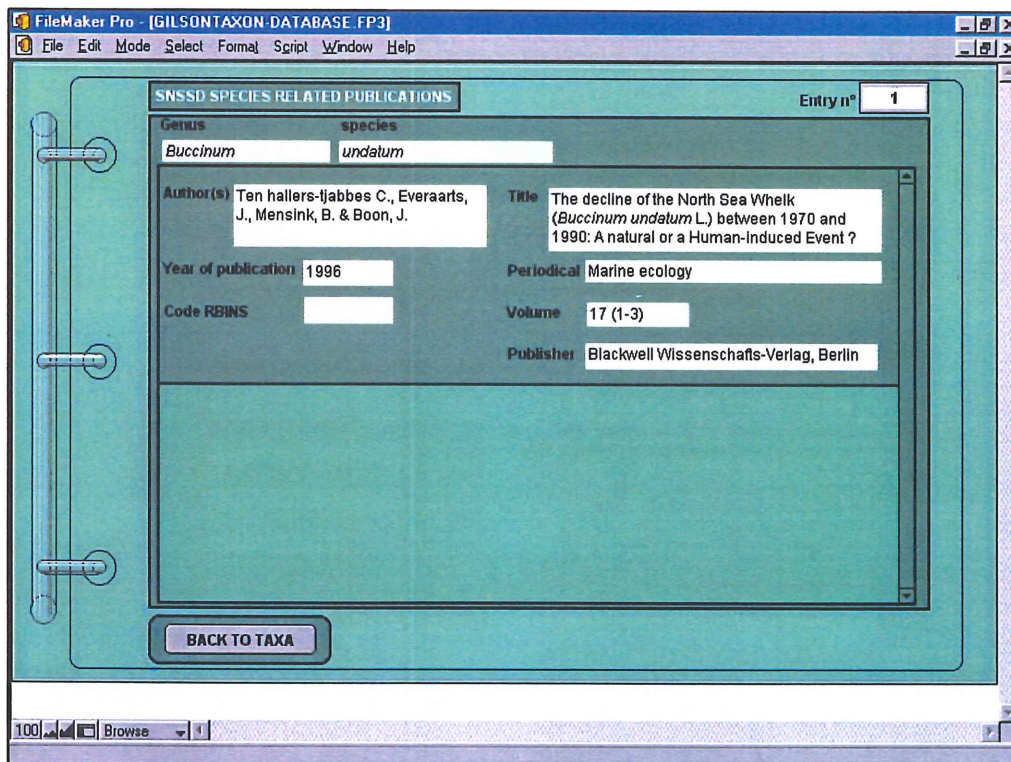 FileMaker Pro - [GILSONTAXON-DATABASE.FP3]
File Edit Mode Select Format Script Window Help
SNSSD SPECIES RELATED PUBLICATIONS
Entry n° 1
Genus species
Buccinum undatum
Author(s) Ten hallers-tjabbes C., Everaarts,
J., Mensink, B. & Boon, J.
Title The decline of the North Sea Whelk
(Buccinum undatum L.) between 1970 and
1990: A natural or a Human-Induced Event ?
Year of publication 1996
Periodical Marine ecology
Code RBINS
Volume 17 (1-3)
Publisher Blackwell Wissenschafts-Verlag, Berlin
BACK TO TAXA
100 Browse